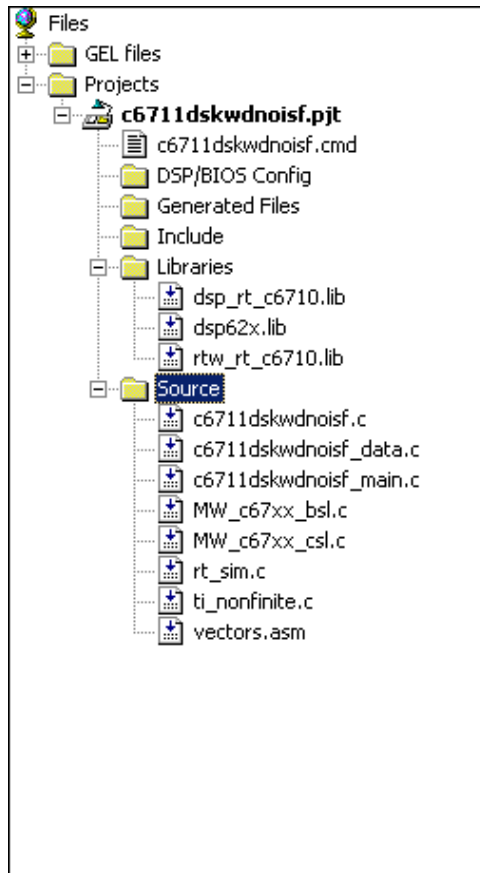 Files
GEL files
Projects
c6711dskwdnoisf.pjt
c6711dskwdnoisf.cmd
DSP/BIOS Config
Generated Files
Include
Libraries
dsp_rt_c6710.lib
dsp62x.lib
rtw_rt_c6710.lib
Source
c6711dskwdnoisf.c
c6711dskwdnoisf_data.c
c6711dskwdnoisf_main.c
MW_c67xx_bsl.c
MW_c67xx_csl.c
rt_sim.c
ti_nonfinite.c
vectors.asm